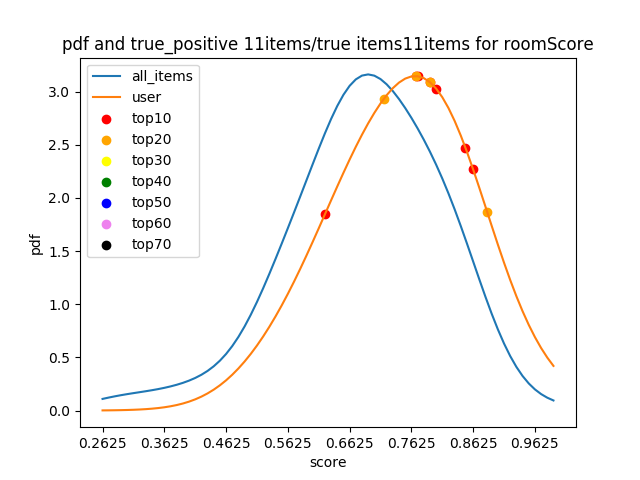 pdf and true_positive 11items/true items11items for roomScore
all_items
user
top10
top20
top30
top40
top50
top60
top70
pdf
3.0
2.5
2.0
1.5
1.0
0.5
0.0
0.2625 0.3625 0.4625 0.5625 0.6625 0.7625 0.8625 0.9625
score